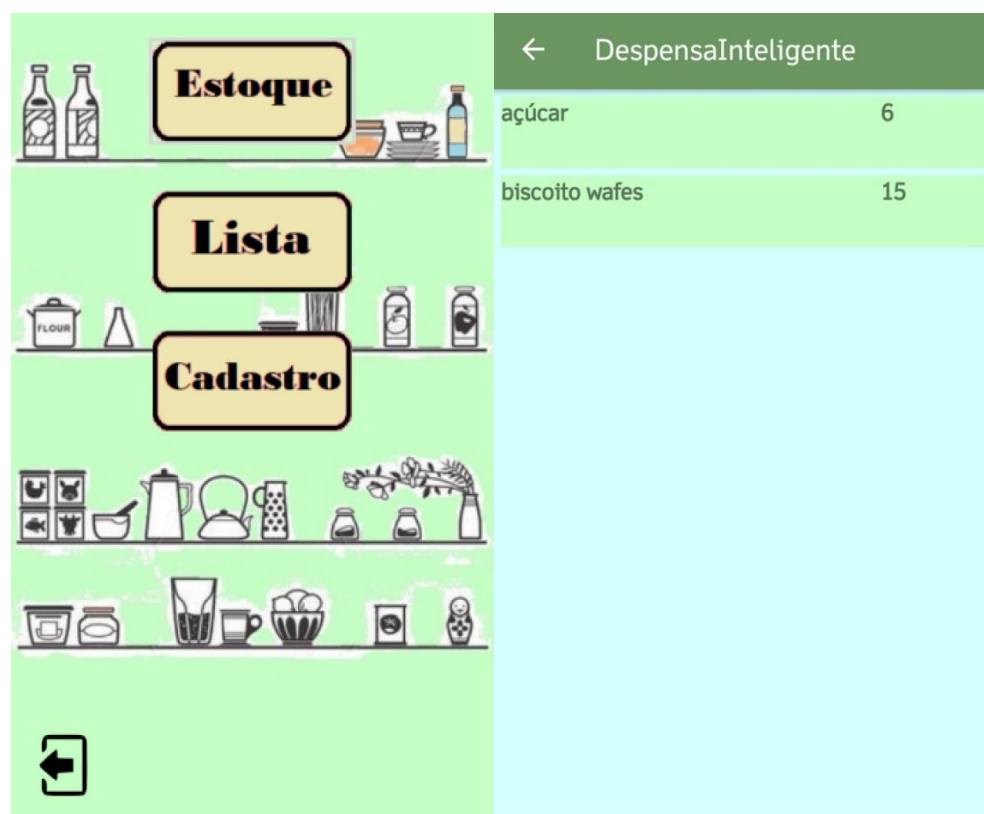 Estoque
Lista
FLOUR
Cadastro
DespensaInteligente
açúcar 6
biscoito wafes 15